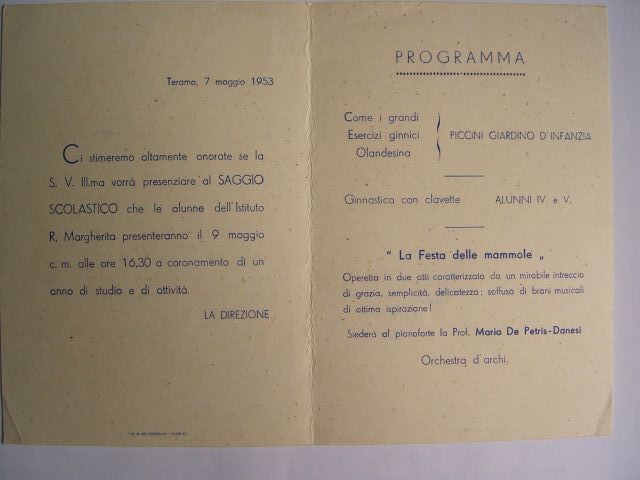 Teramo, 7 maggio 1953
Ci stimeremo altamente onorate se la
S. V. Ill.ma vorrà presenziare al SAGGIO
SCOLASTICO che le alunne dell'Istituto
R. Margherita presenteranno il 9 maggio
c. m. alle ore 16,30 a coronamento di un
anno di studio e di attività.
LA DIREZIONE
PROGRAMMA
Come i grandi
Esercizi ginnici
Olandesina
PICCINI GIARDINO D'INFANZIA
Ginnastica con clavette ALUNNI IV. e V.
" La Festa delle mammole „
Operetta in due atti caratterizzata da un mirabile intreccio
di grazia, semplicità, delicatezza; soffusa di brani musicali
di ottima ispirazione!
Siederà al pianoforte la Prof. Maria De Petris-Danesi
Orchestra d'archi.